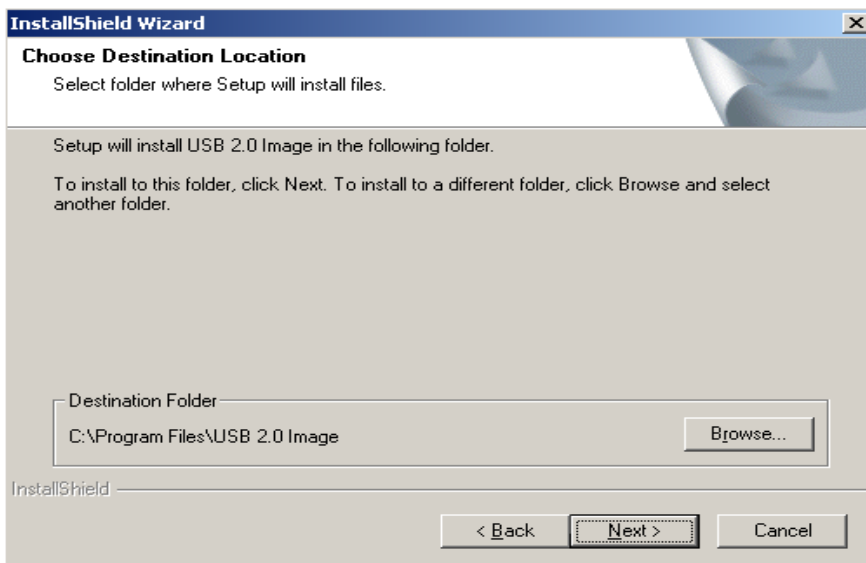 InstallShield Wizard
Choose Destination Location
Select folder where Setup will install files.
Setup will install USB 2.0 Image in the following folder.
To install to this folder, click Next. To install to a different folder, click Browse and select
another folder.
Destination Folder
C:\Program Files\USB 2.0 Image
Browse...
InstallShield
< Back
Next >
Cancel